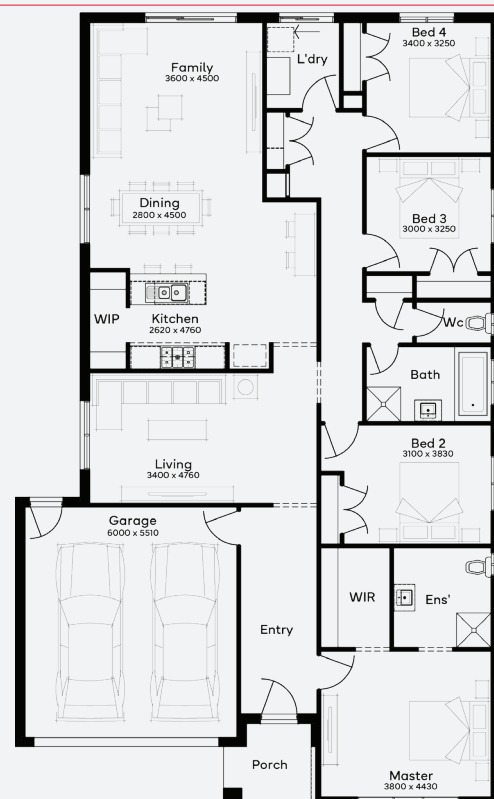 Bed 4
3400 x 3250
L'dry
Family
3600 x 4500
Dining
2800 x 4500
Bed 3
3000 x 3250
WIP
Kitchen
2620 x 4760
Wc
Bath
Living
3400 x 4760
Bed 2
3100 x 3830
Garage
6000 x 5510
WIR
Ens'
Entry
Porch
Master
3800 x 4430